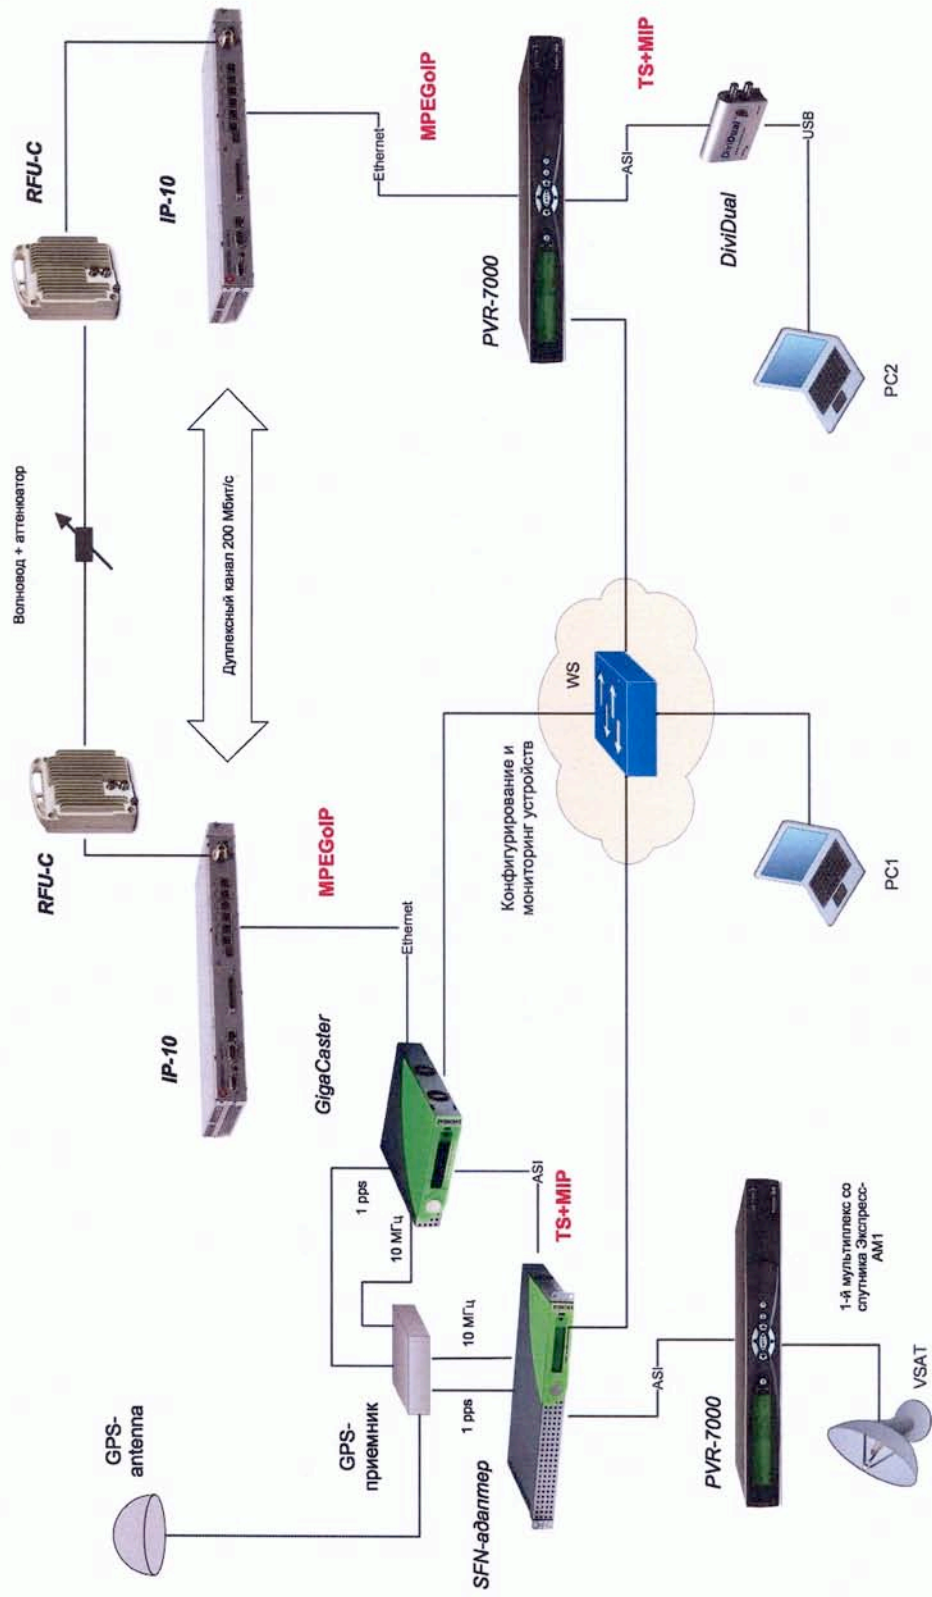 Волновод + аттенюатор
RFU-C
RFU-C
IP-10
IP-10
Дуплексный канал 200 Мбит/с
MPEGoIP
MPEGoIP
Ethernet
Ethernet
GPS-
antenna
GPS-
приемник
1 pps
10 МГц
GigaCaster
1 pps
10 МГц
SFN-адаптер
ASI
TS+MIP
Конфигурирование и
мониторинг устройств
WS
PVR-7000
ASI
TS+MIP
DiviDual
DiviDual
USB
PC2
PC1
ASI
PVR-7000
1-й мультиплекс со
спутника Экспресс-
АМ1
VSAT